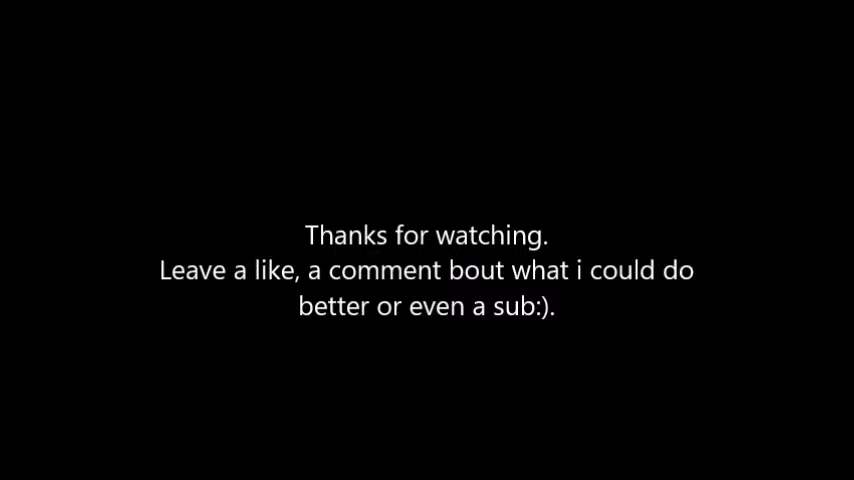 Thanks for watching.
Leave a like, a comment bout what i could do
better or even a sub:).